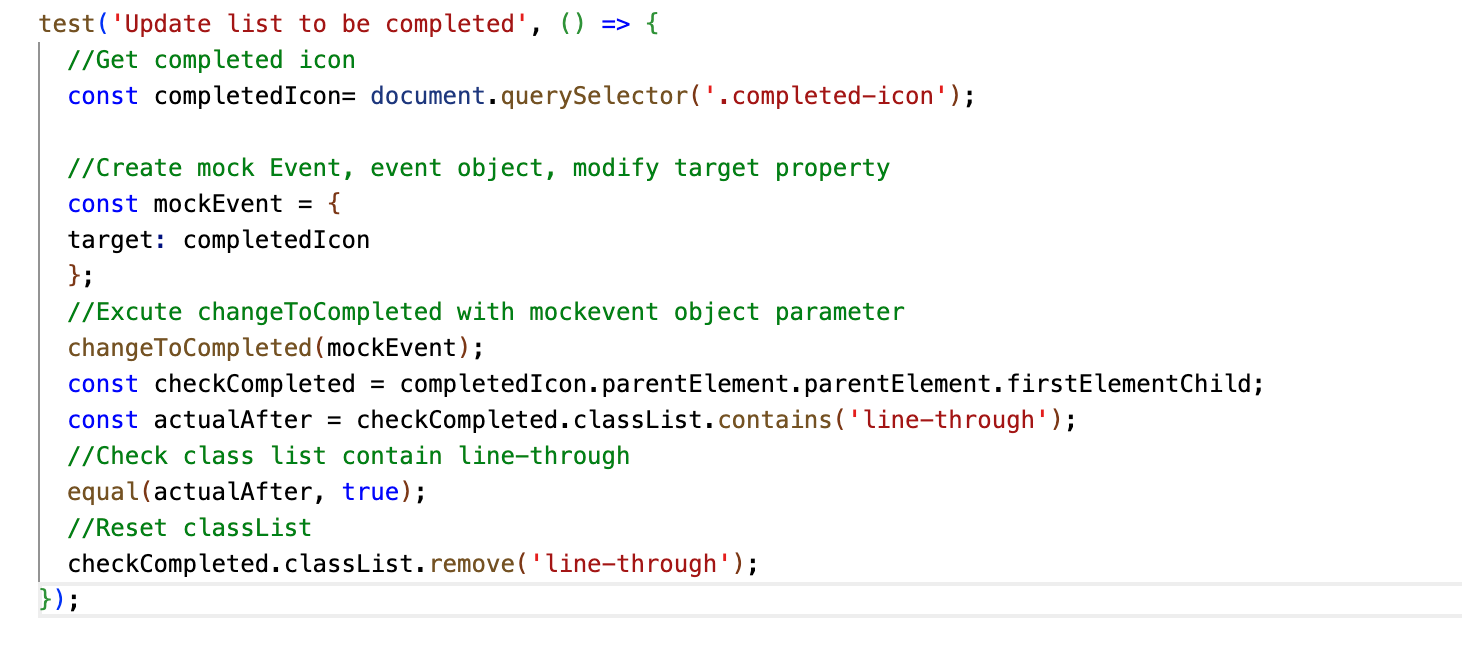 test('Update list to be completed', () => {
//Get completed icon
const completedIcon= document.querySelector('.completed-icon');
//Create mock Event, event object, modify target property
const mockEvent = {
target: completedIcon
};
//Excute changeToCompleted with mockevent object parameter
changeToCompleted(mockEvent);
const checkCompleted = completedIcon.parentElement.parentElement.firstElementChild;
const actualAfter = checkCompleted.classList.contains('line-through');
//Check class list contain line-through
equal(actualAfter, true);
//Reset classList
checkCompleted.classList.remove('line-through');
});